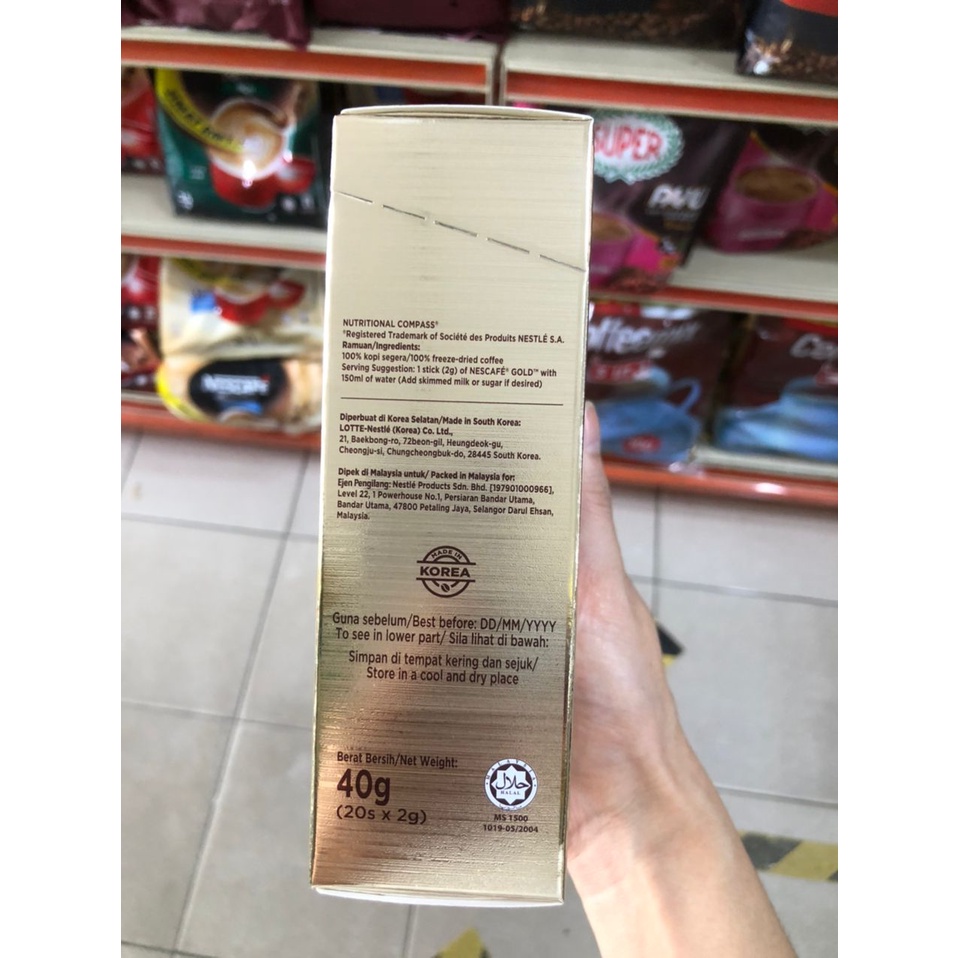 SUPER
NESCAFÉ
NUTRITIONAL COMPASS®
®Registered Trademark of Société des Produits NESTLÉ S.A.
Ramuan/Ingredients:
100% kopi segera/100% freeze-dried coffee
Serving Suggestion: 1 stick (2g) of NESCAFÉ® GOLD™ with
150ml of water (Add skimmed milk or sugar if desired)
Diperbuat di Korea Selatan/Made in South Korea:
LOTTE-Nestlé (Korea) Co. Ltd.,
21, Baekbong-ro, 72beon-gil, Heungdeok-gu,
Cheongju-si, Chungcheongbuk-do, 28445 South Korea.
Dipek di Malaysia untuk/ Packed in Malaysia for:
Ejen Pengilang: Nestlé Products Sdn. Bhd. [197901000966],
Level 22, 1 Powerhouse No.1, Persiaran Bandar Utama,
Bandar Utama, 47800 Petaling Jaya, Selangor Darul Ehsan,
Malaysia.
MADE IN
KOREA
Guna sebelum/Best before: DD/MM/YYYY
To see in lower part/ Sila lihat di bawah:
Simpan di tempat kering dan sejuk/
Store in a cool and dry place
Berat Bersih/Net Weight:
40g
(20s x 2g)
MALAYSIA
حلال
HALAL
MS 1500
1019-05/2004